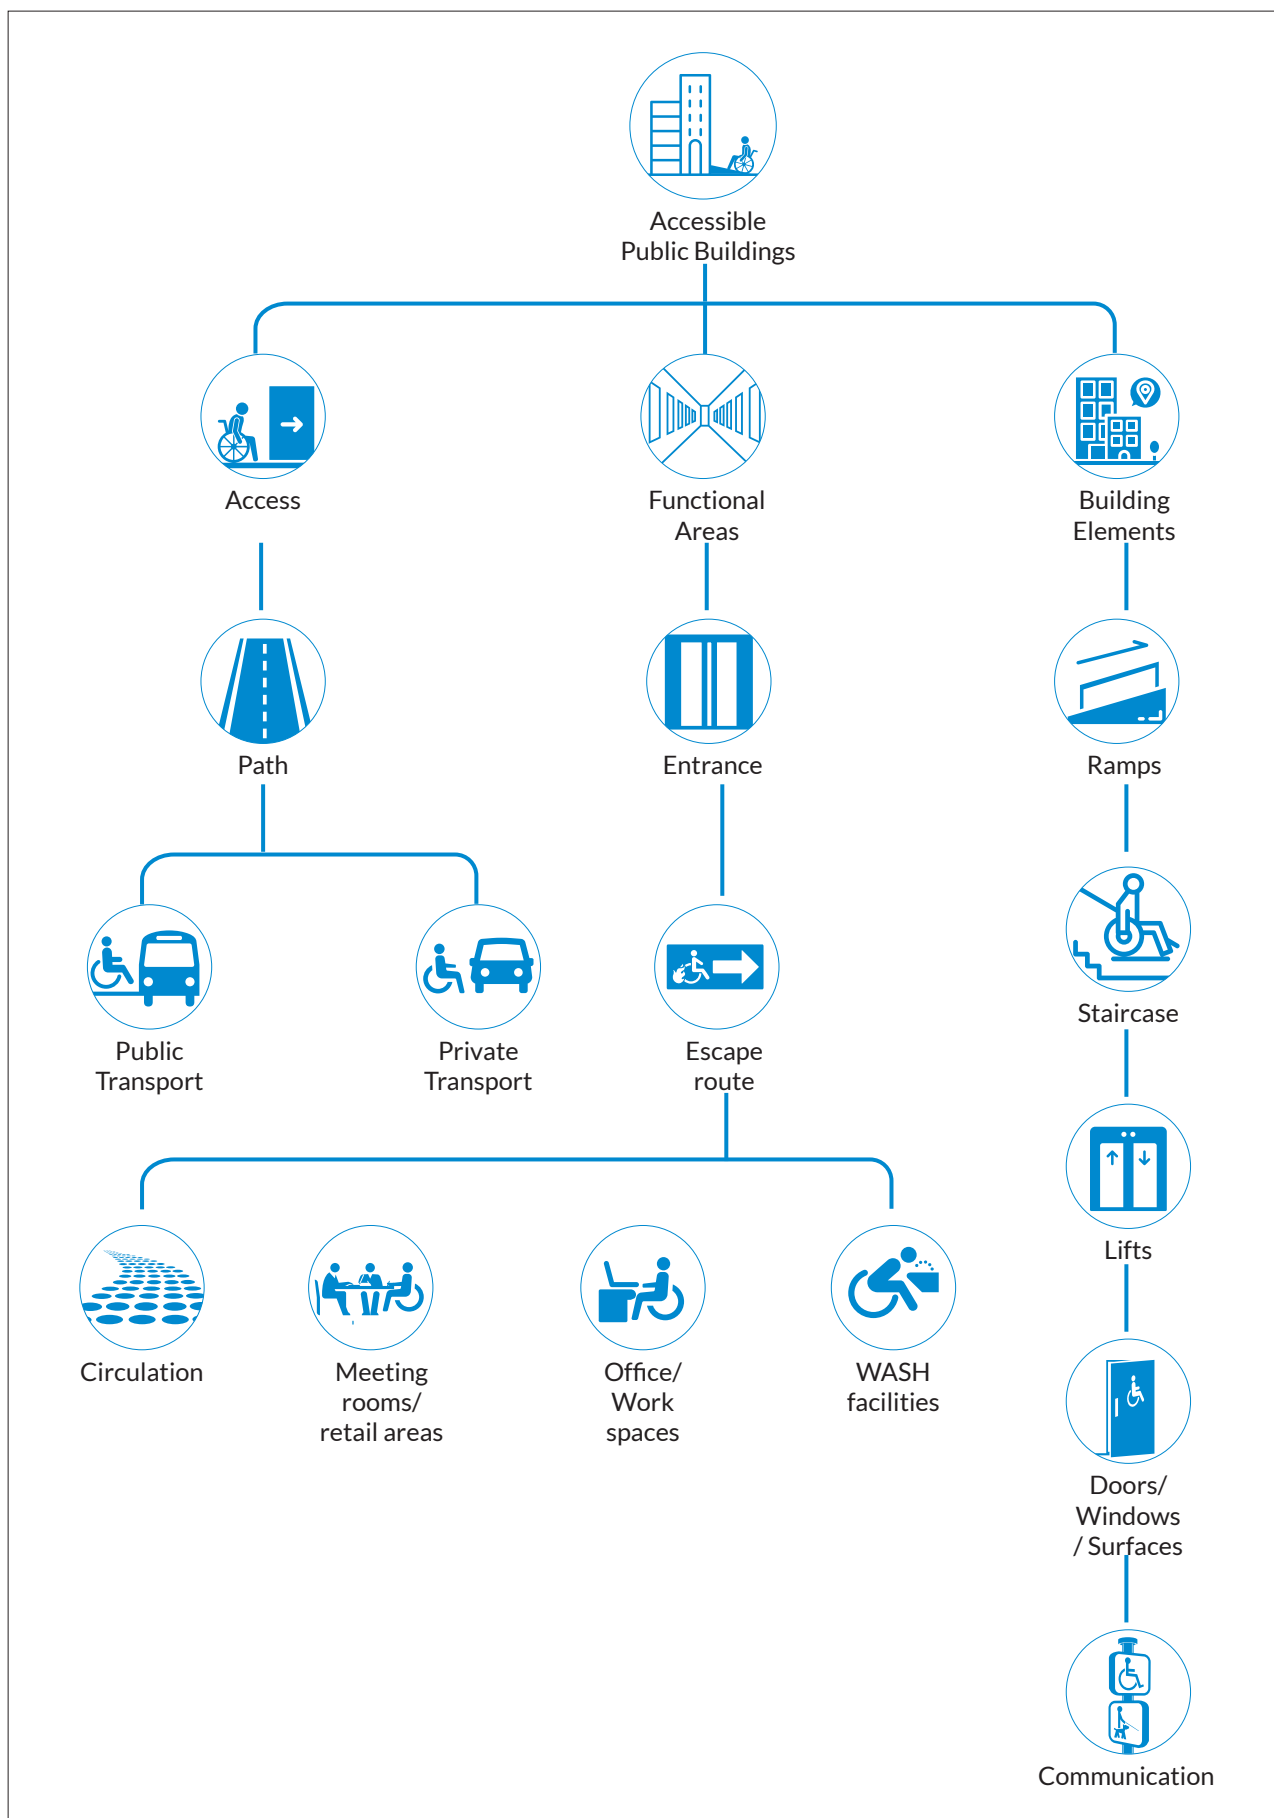 Accessible
Public Buildings
Access
Functional
Areas
Building
Elements
Path
Entrance
Ramps
Public
Transport
Private
Transport
Escape
route
Staircase
Lifts
Circulation
Meeting
rooms/
retail areas
Office/
Work
spaces
WASH
facilities
Doors/
Windows
/ Surfaces
Communication